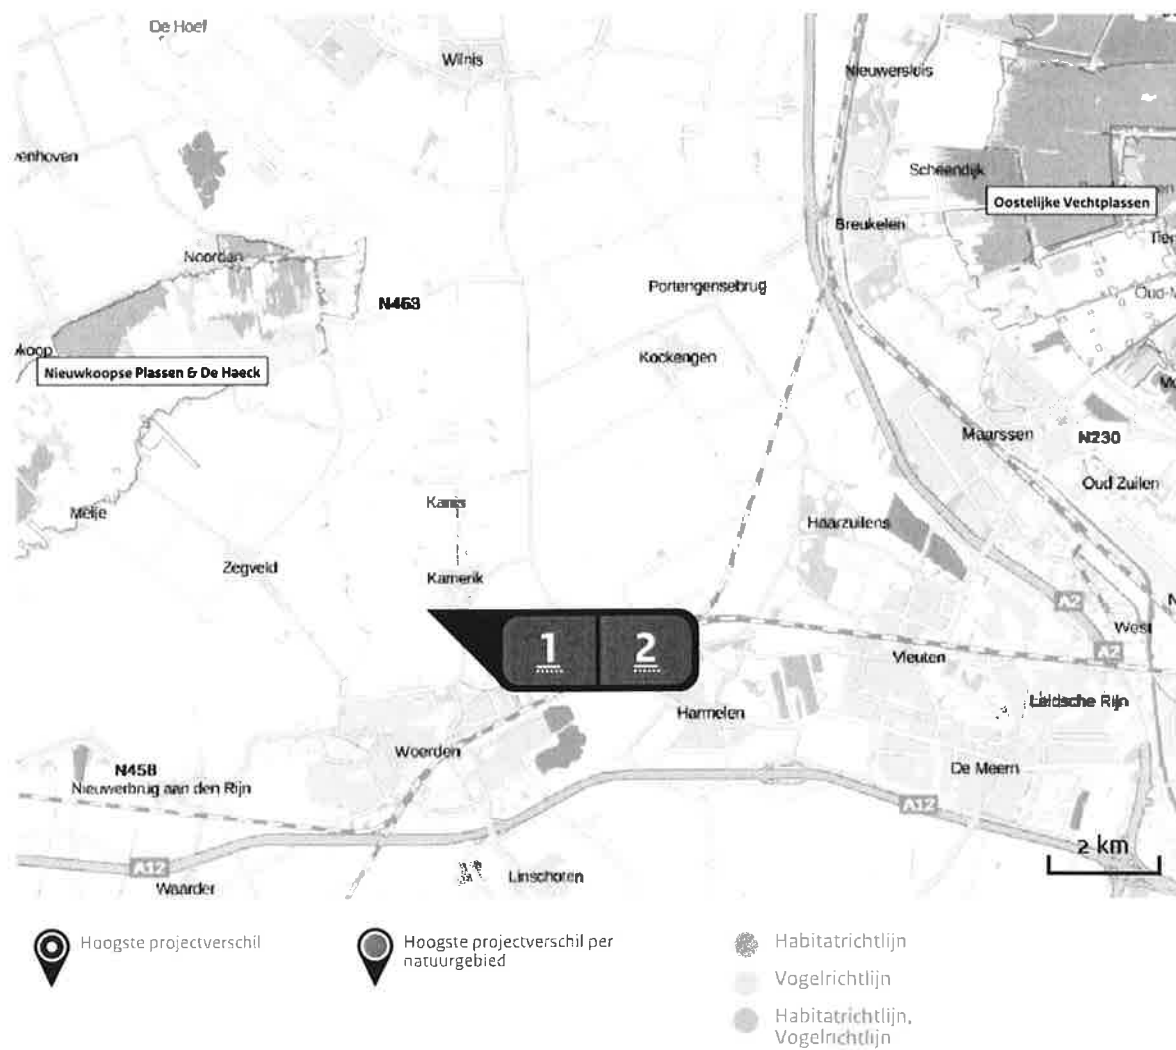 De Hoef
Wilnis
Nieuwersluis
venhoven
Scheendijk
Oostelijke Vechtplassen
Breukelen
Noorden
Portengensebrug
Oud-M
N463
koop
Kockengen
Nieuwkoopse Plassen & De Haeck
Maarssen
N230
Oud Zuilen
Kanis
Meije
Haarzuilens
Zegveld
Kamerik
A2
West
1
2
A2
Vleuten
Leidsche Rijn
Harmelen
Woerden
N458
De Meern
Nieuwerbrug aan den Rijn
A12
2 km
A12
Linschoten
Waarder
Hoogste projectverschil
Hoogste projectverschil per
natuurgebied
Habitatrichtlijn
Vogelrichtlijn
Habitatrichtlijn,
Vogelrichtlijn